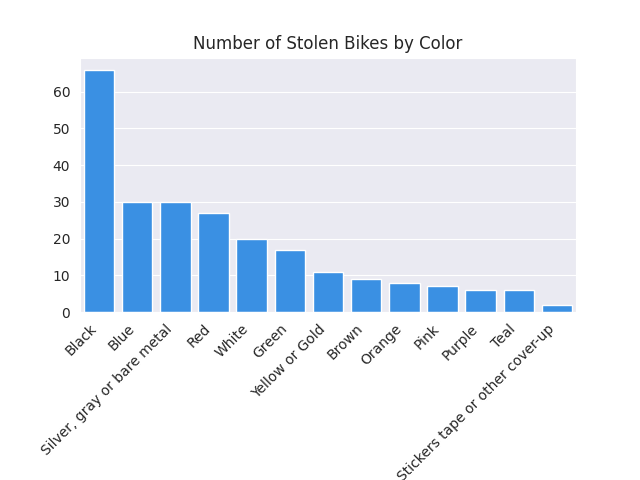 Number of Stolen Bikes by Color
60
50
40
30
20
10
0
Black
Blue
Silver, gray or bare metal
Red
White
Green
Yellow or Gold
Brown
Orange
Pink
Purple
Teal
Stickers tape or other cover-up